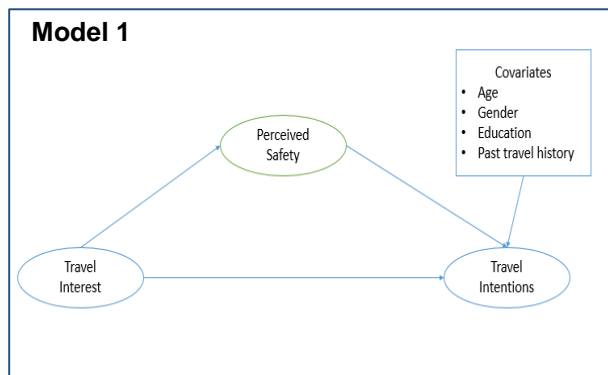 Model 1
Covariates
• Age
• Gender
• Education
• Past travel history
Perceived
Safety
Travel
Interest
Travel
Intentions